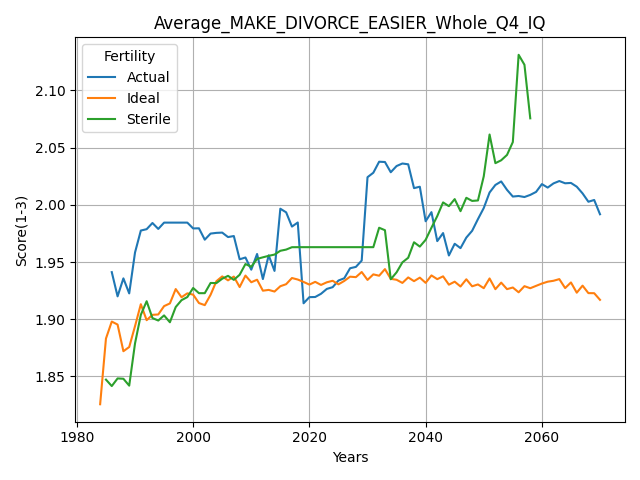 Average_MAKE_DIVORCE_EASIER_Whole_Q4_IQ
Fertility
Actual
Ideal
Sterile
Score(1-3)
2.10
2.05
2.00
1.95
1.90
1.85
1980 2000 2020 2040 2060
Years